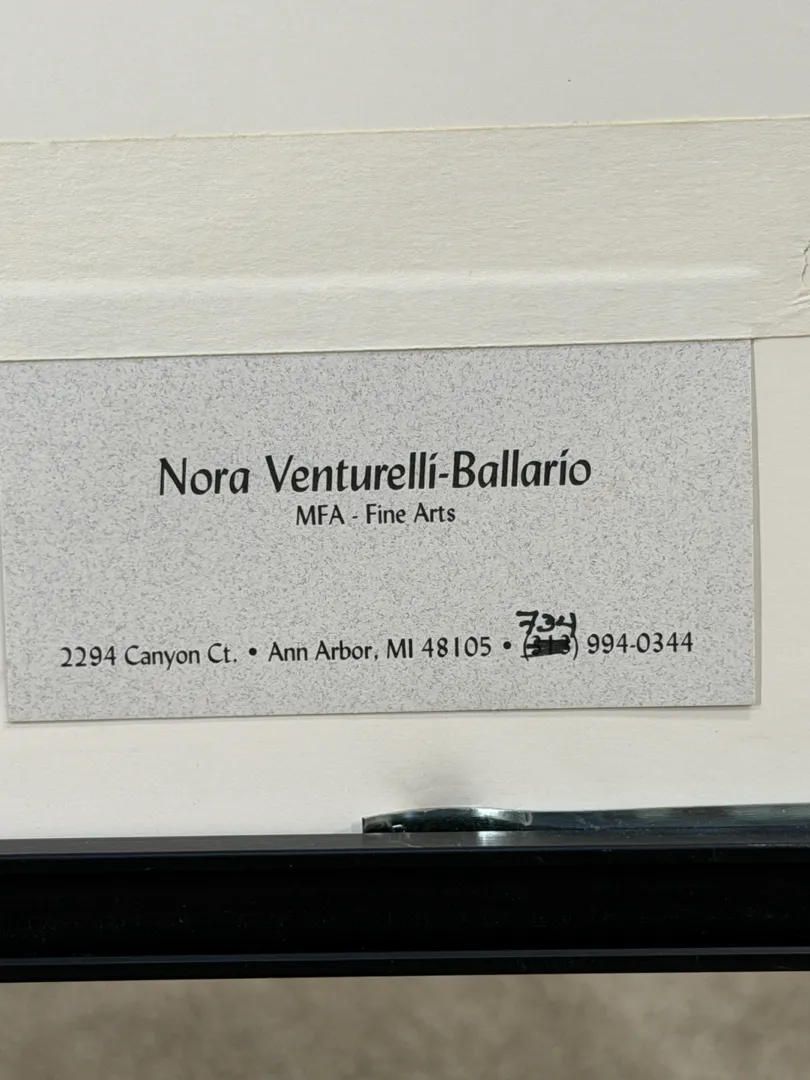 Nora Venturelli-Ballario
MFA - Fine Arts
734
2294 Canyon Ct. • Ann Arbor, MI 48105 • (313) 994-0344